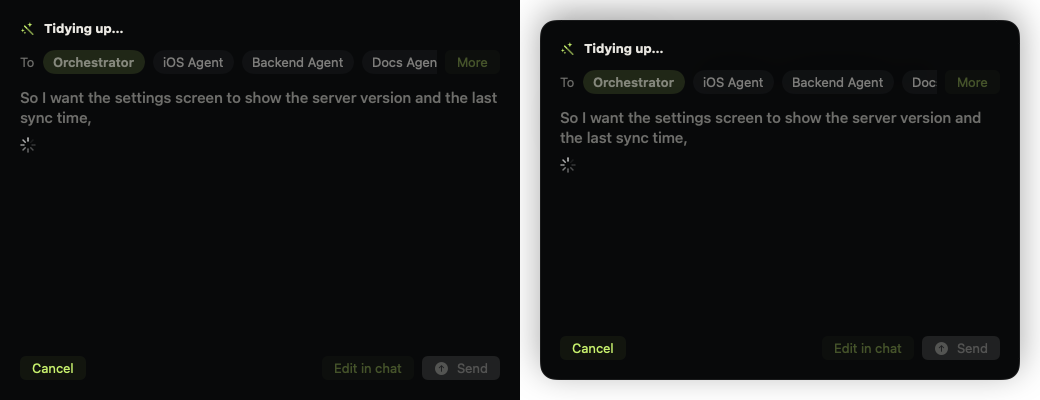 Tidying up...
To Orchestrator iOS Agent Backend Agent Docs Agen More
So I want the settings screen to show the server version and the last
sync time,
Cancel Edit in chat Send
Tidying up...
To Orchestrator iOS Agent Backend Agent Doc More
So I want the settings screen to show the server version and
the last sync time,
Cancel Edit in chat Send